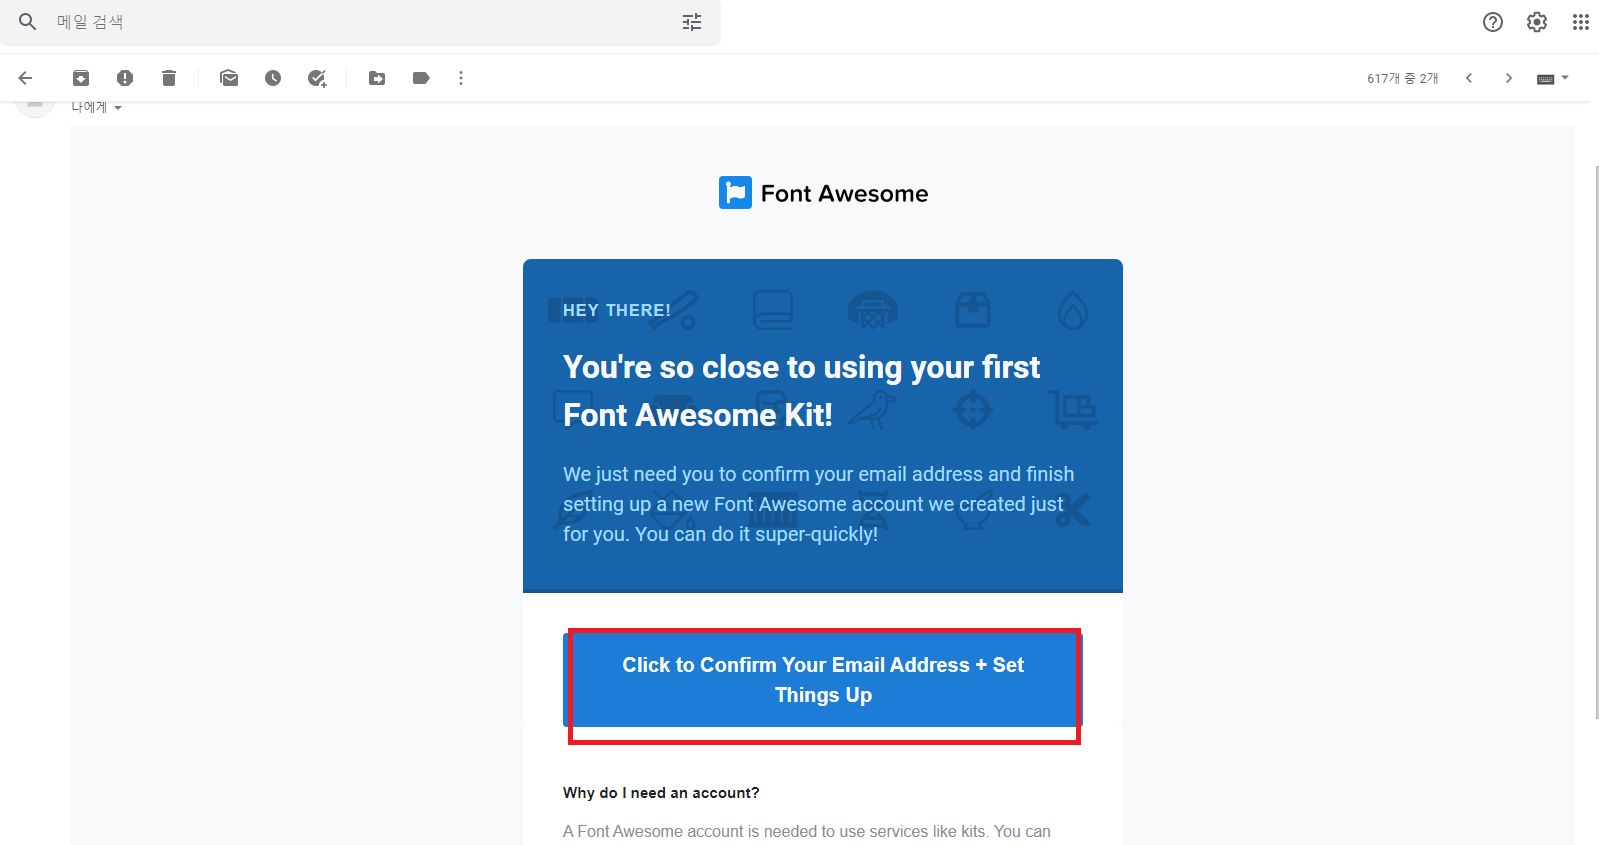 메일 검색
617개 중 2개
나에게
Font Awesome
HEY THERE!
You're so close to using your first
Font Awesome Kit!
We just need you to confirm your email address and finish
setting up a new Font Awesome account we created just
for you. You can do it super-quickly!
Click to Confirm Your Email Address + Set
Things Up
Why do I need an account?
A Font Awesome account is needed to use services like kits. You can